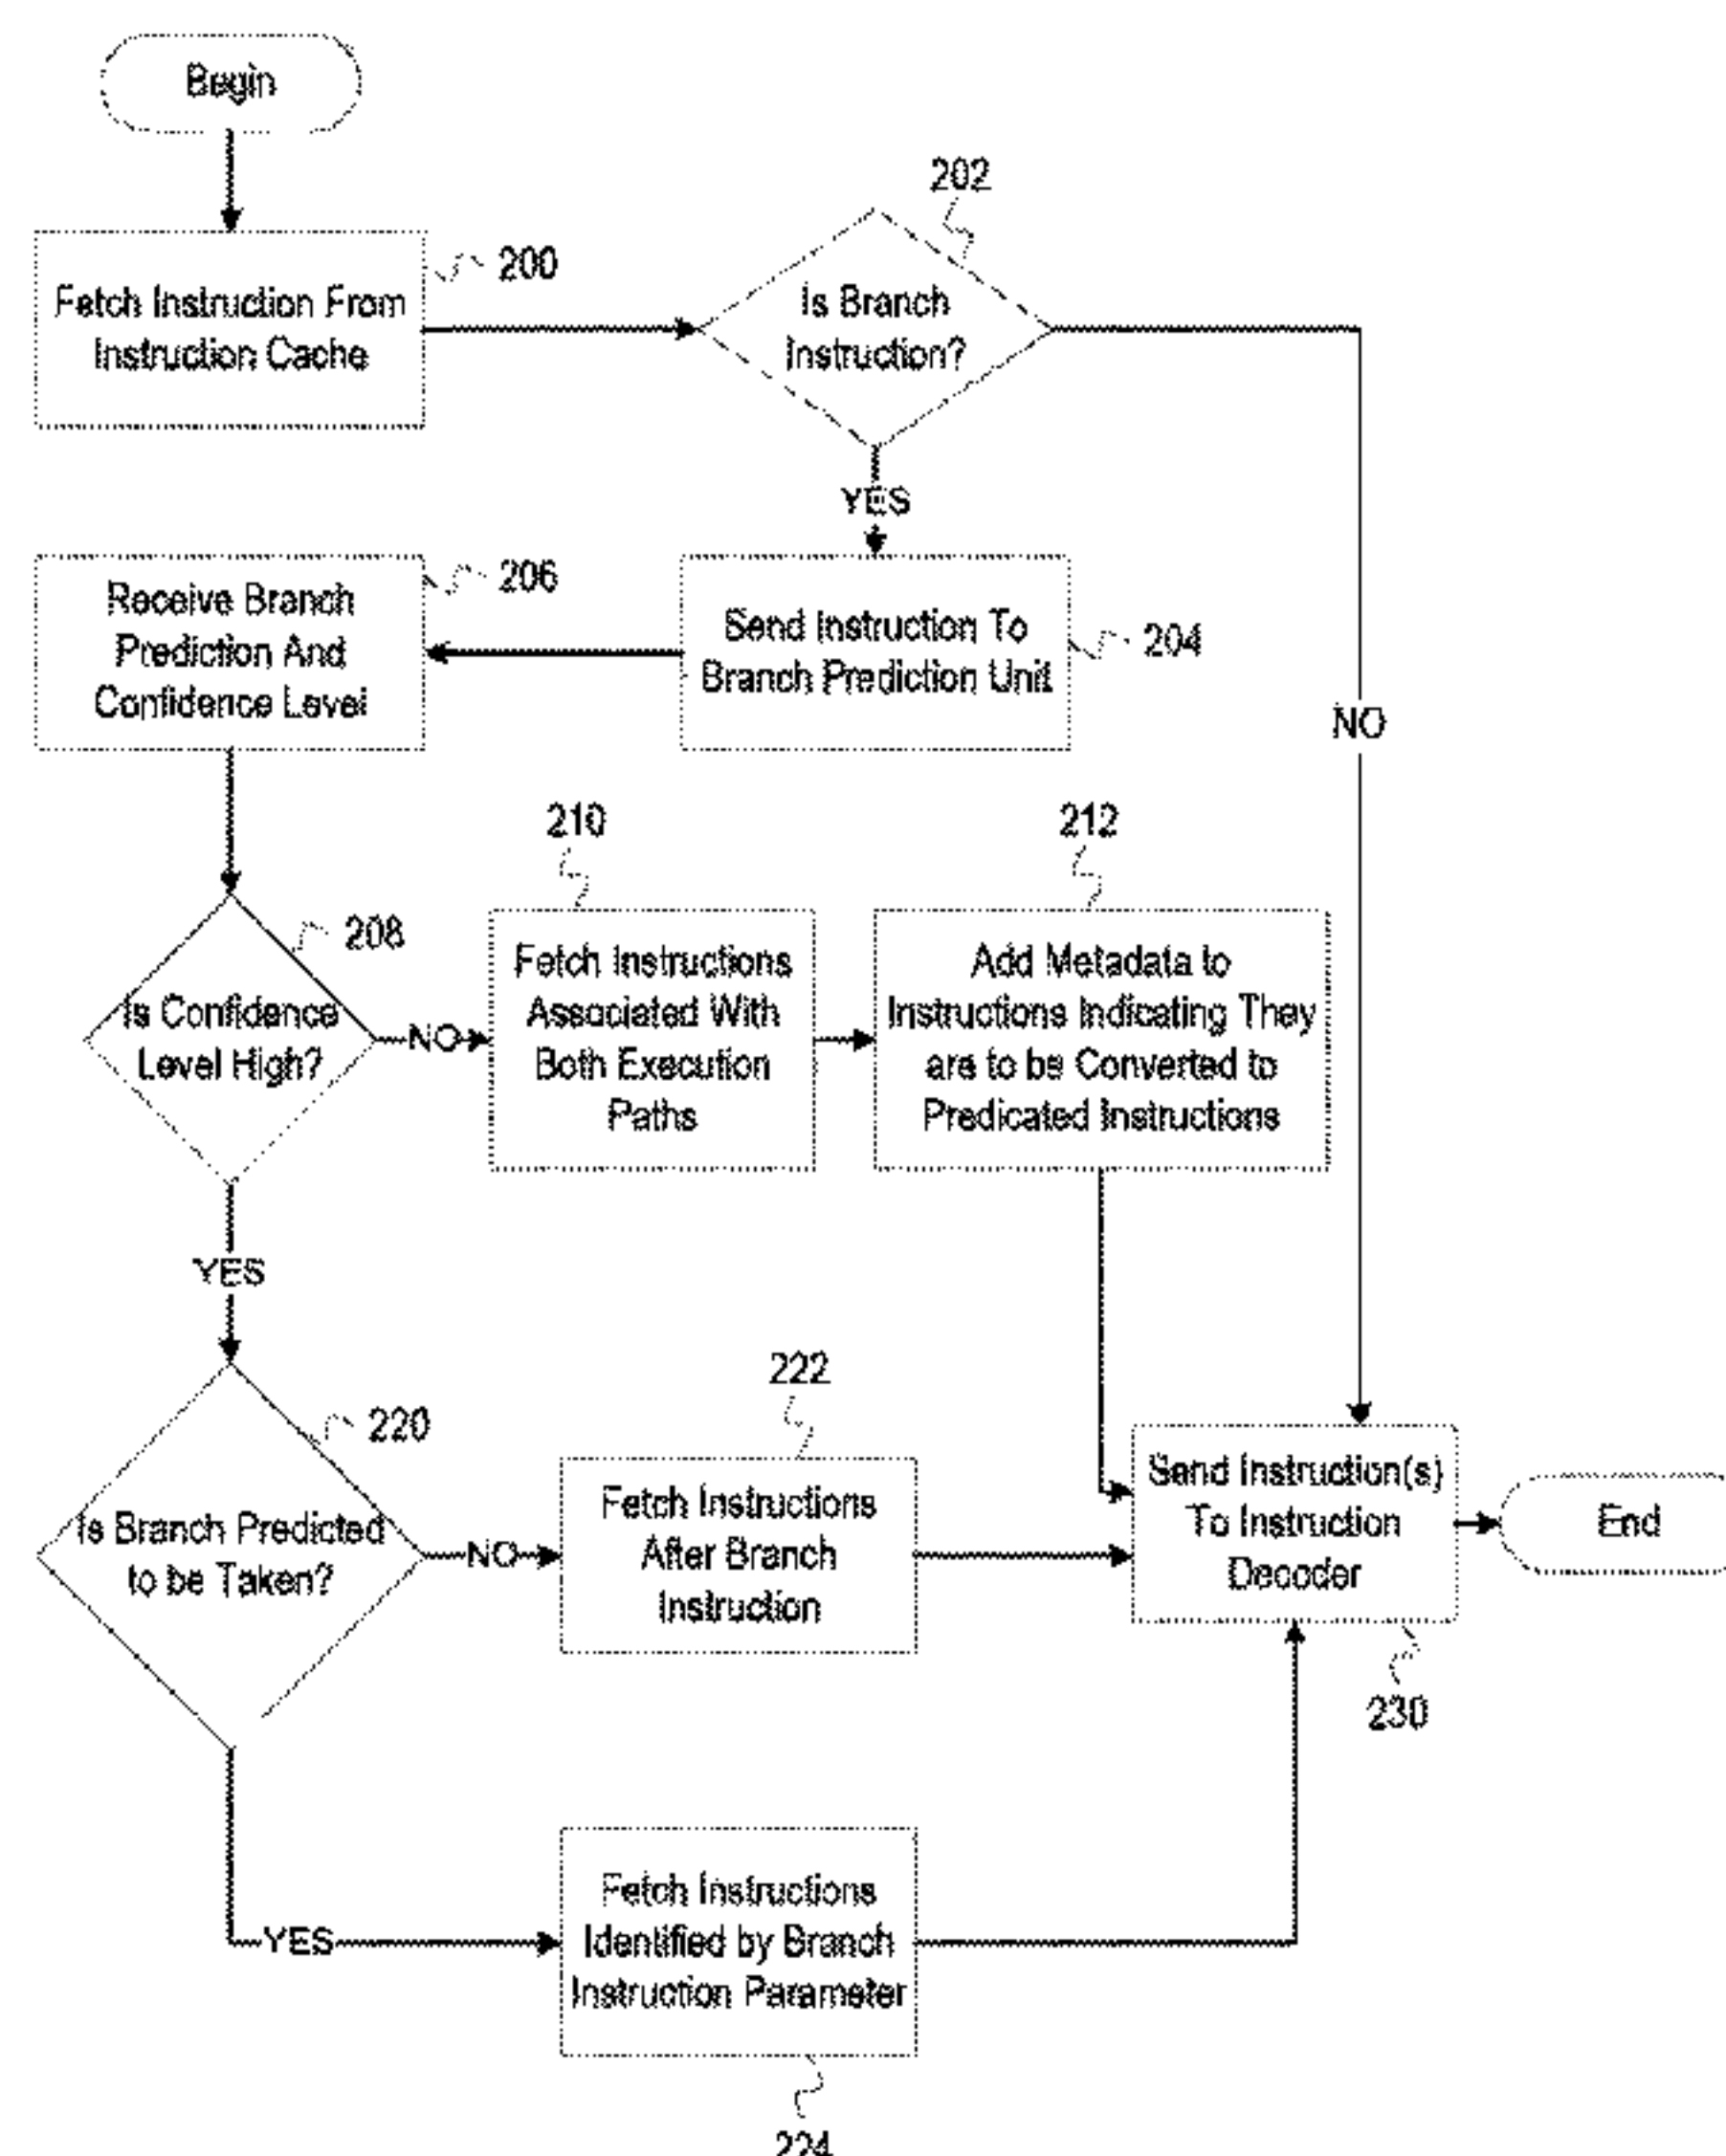 Begin
202
200
Fetch Instruction From
Instruction Cache
Is Branch
Instruction?
YES
206
Receive Branch
Prediction And
Confidence Level
Send Instruction To
Branch Prediction Unit
204
NO
210
212
208
Is Confidence
Level High?
NO
Fetch Instructions
Associated With
Both Execution
Paths
Add Metadata to
Instructions Indicating They
are to be Converted to
Predicated Instructions
YES
222
220
Is Branch Predicted
to be Taken?
NO
Fetch Instructions
After Branch
Instruction
Send Instruction(s)
To Instruction
Decoder
End
230
YES
Fetch Instructions
Identified by Branch
Instruction Parameter
224